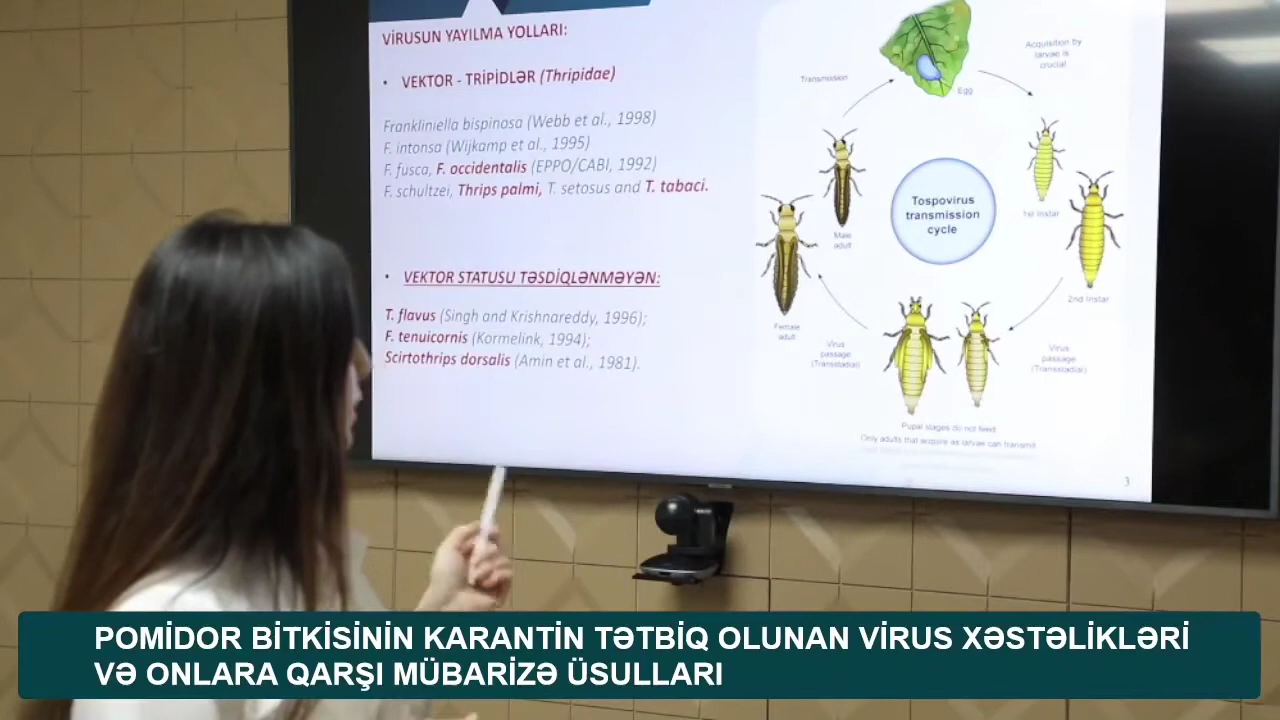 VİRUSUN YAYILMA YOLLARI:
• VEKTOR - TRIPIDLƏR (Thripidae)
Frankliniella bispinosa (Webb et al., 1998)
F. intonsa (Wijkamp et al., 1995)
F. fusca, F. occidentalis (EPPO/CABI, 1992)
F. schultzei, Thrips palmi, T. setosus and T. tabaci.
• VEKTOR STATUSU TƏSDİQLƏNMƏYƏN:
T. flavus (Singh and Krishnareddy, 1996);
F. tenuicornis (Kormelink, 1994);
Scirtothrips dorsalis (Amin et al., 1981).
Transmission
Egg
Acquisition by
larvae is
crucial
1st Instar
2nd Instar
Virus
passage
(Transstadial)
Pupal stages do not feed
Only adults that acquire as larvae can transmit
Virus
passage
(Transstadial)
Female
adult
Male
adult
Tospovirus
transmission
cycle
3
POMİDOR BİTKİSİNİN KARANTİN TƏTBİQ OLUNAN VİRUS XƏSTƏLİKLƏRİ
VƏ ONLARA QARŞI MÜBARİZƏ ÜSULLARI